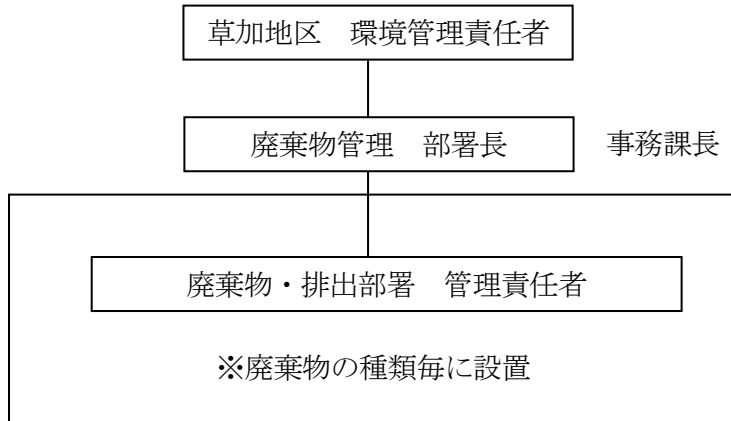 草加地区　環境管理責任者
廃棄物管理　部署長　事務課長
廃棄物・排出部署　管理責任者
※廃棄物の種類毎に設置